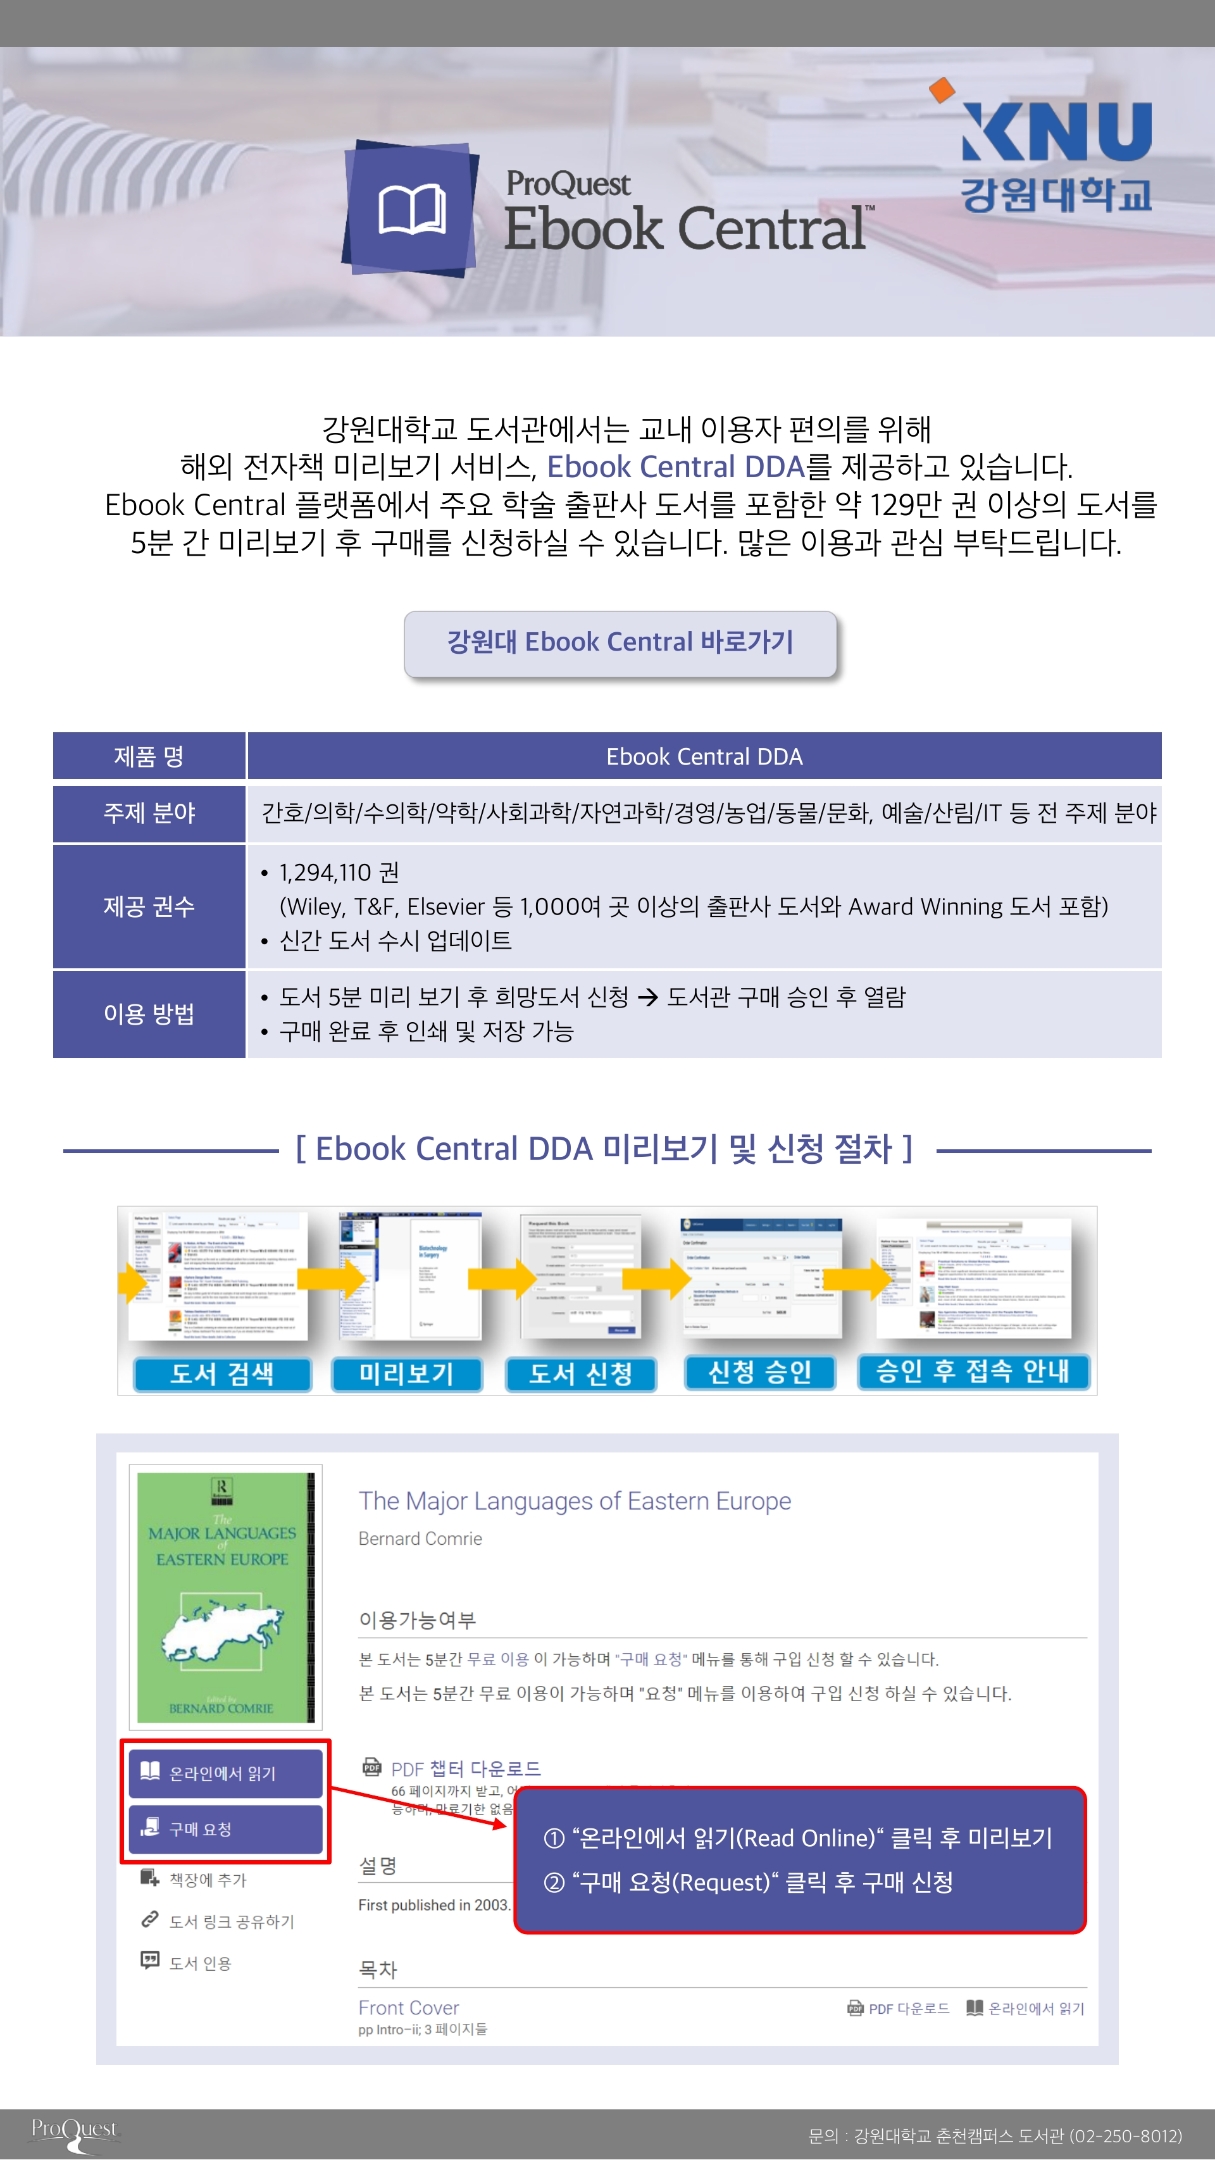 ProQuest
Ebook Central™
KNU
강원대학교
강원대학교 도서관에서는 교내 이용자 편의를 위해
해외 전자책 미리보기 서비스, Ebook Central DDA를 제공하고 있습니다.
Ebook Central 플랫폼에서 주요 학술 출판사 도서를 포함한 약 129만 권 이상의 도서를
5분 간 미리보기 후 구매를 신청하실 수 있습니다. 많은 이용과 관심 부탁드립니다.
강원대 Ebook Central 바로가기
제품 명
Ebook Central DDA
주제 분야
간호/의학/수의학/약학/사회과학/자연과학/경영/농업/동물/문화, 예술/산림/IT 등 전 주제 분야
제공 권수
• 1,294,110 권
(Wiley, T&F, Elsevier 등 1,000여 곳 이상의 출판사 도서와 Award Winning 도서 포함)
• 신간 도서 수시 업데이트
이용 방법
• 도서 5분 미리 보기 후 희망도서 신청 → 도서관 구매 승인 후 열람
• 구매 완료 후 인쇄 및 저장 가능
[ Ebook Central DDA 미리보기 및 신청 절차 ]
Biotechnology
in Surgery
Request this Book
도서 검색
미리보기
도서 신청
신청 승인
승인 후 접속 안내
The
MAJOR LANGUAGES
of
EASTERN EUROPE
Edited by
BERNARD COMRIE
The Major Languages of Eastern Europe
Bernard Comrie
이용가능여부
본 도서는 5분간 무료 이용 이 가능하며 "구매 요청" 메뉴를 통해 구입 신청 할 수 있습니다.
본 도서는 5분간 무료 이용이 가능하며 "요청" 메뉴를 이용하여 구입 신청 하실 수 있습니다.
온라인에서 읽기
구매 요청
책장에 추가
도서 링크 공유하기
도서 인용
PDF 챕터 다운로드
66 페이지까지 받고,
능하며, 만료기한 없음
① “온라인에서 읽기(Read Online)“ 클릭 후 미리보기
② “구매 요청(Request)“ 클릭 후 구매 신청
설명
First published in 2003.
목차
Front Cover
PDF 다운로드
온라인에서 읽기
pp Intro–ii; 3 페이지들
ProQuest
문의 : 강원대학교 춘천캠퍼스 도서관 (02-250-8012)